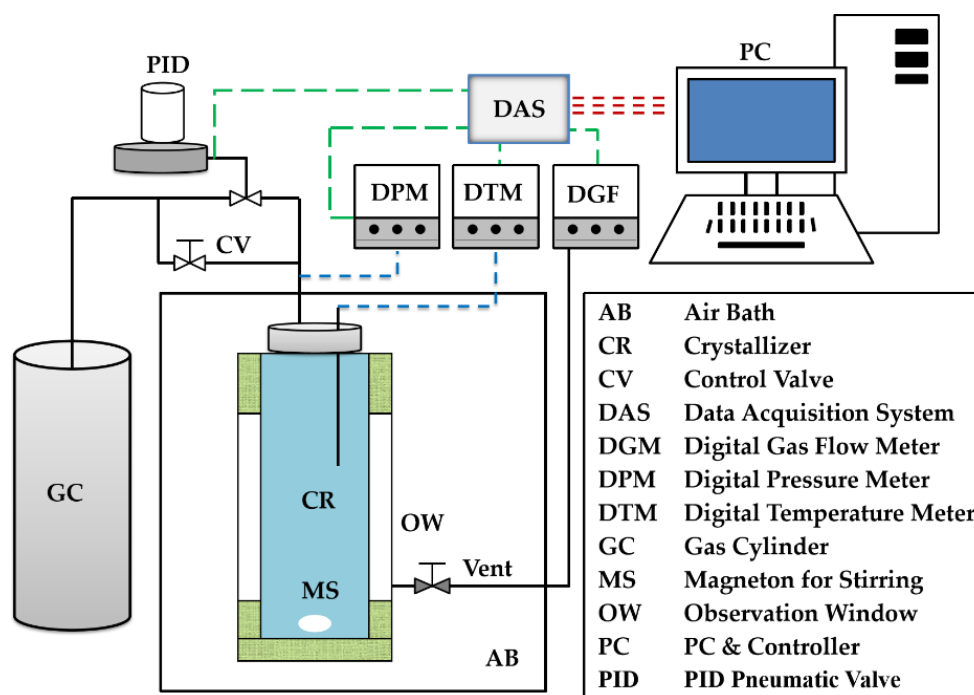 PID
PC
DAS
DPM
DTM
DGF
CV
GC
CR
OW
Vent
MS
AB
AB Air Bath
CR Crystallizer
CV Control Valve
DAS Data Acquisition System
DGM Digital Gas Flow Meter
DPM Digital Pressure Meter
DTM Digital Temperature Meter
GC Gas Cylinder
MS Magneton for Stirring
OW Observation Window
PC PC & Controller
PID PID Pneumatic Valve